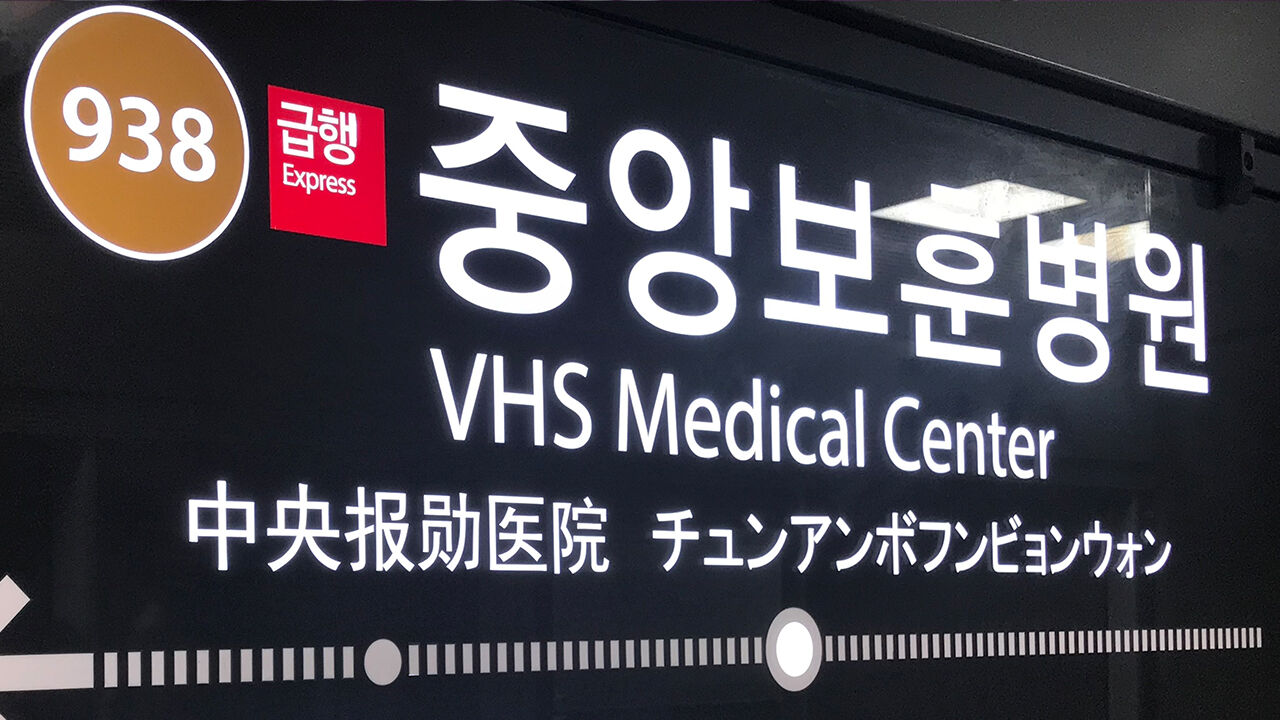 938
급행
Express
중앙보훈병원
VHS Medical Center
中央报勋医院 チュンアンボフンビョンウォン